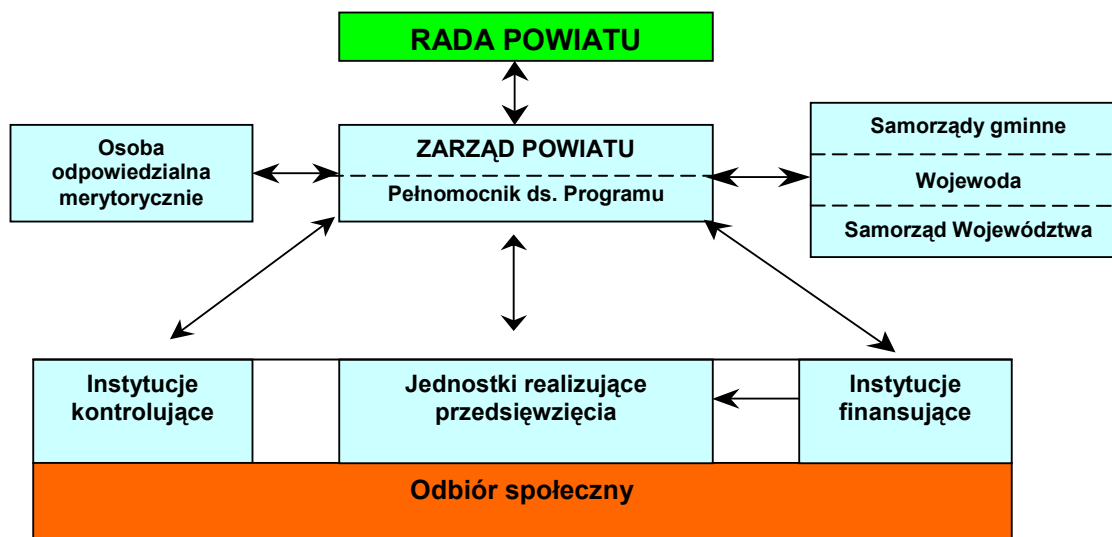 RADA POWIATU
Osoba
odpowiedzialna
merytorycznie
ZARZĄD POWIATU
Pełnomocnik ds. Programu
Samorządy gminne
Wojewoda
Samorząd Województwa
Instytucje
kontrolujące
Jednostki realizujące
przedsięwzięcia
Instytucje
finansujące
Odbiór społeczny